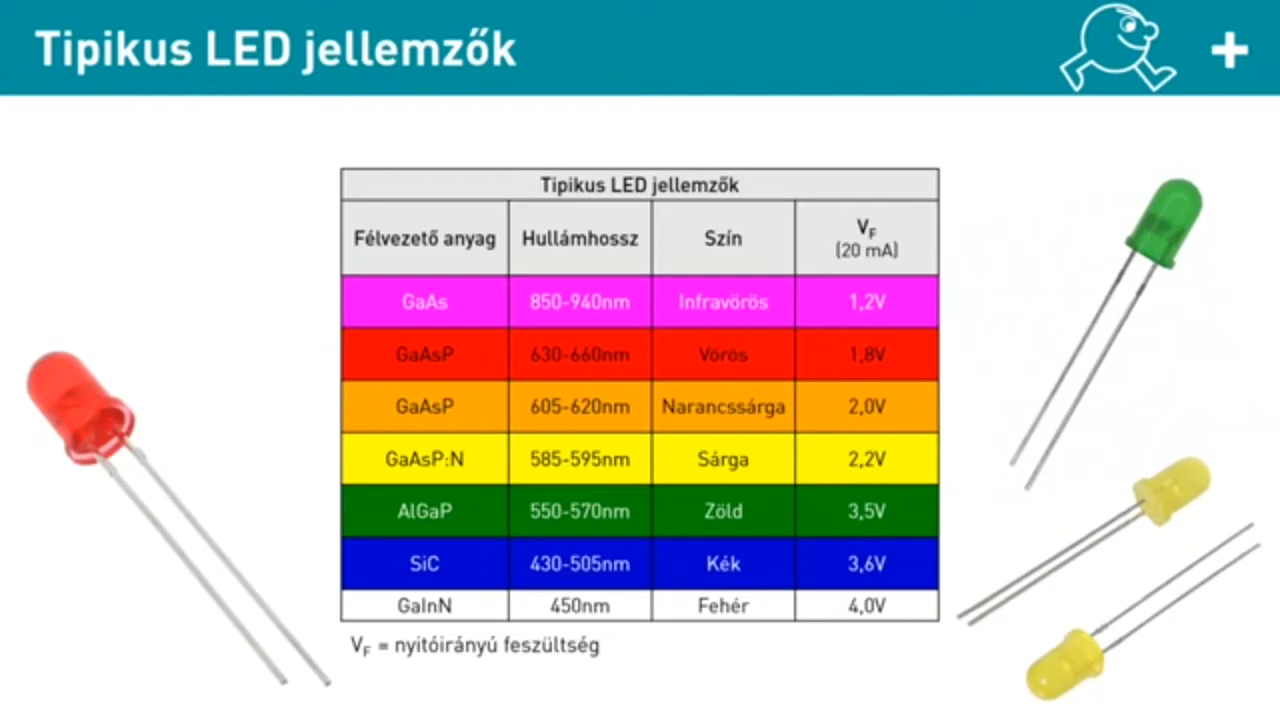 Tipikus LED jellemzők
Tipikus LED jellemzők
Félvezető anyag Hullámhossz Szín V_F (20 mA)
GaAs 850-940nm Infravörös 1,2V
GaAsP 630-660nm Vörös 1,8V
GaAsP 605-620nm Narancssárga 2,0V
GaAsP:N 585-595nm Sárga 2,2V
AlGaP 550-570nm Zöld 3,5V
SiC 430-505nm Kék 3,6V
GaInN 450nm Fehér 4,0V
V_F = nyitóirányú feszültség